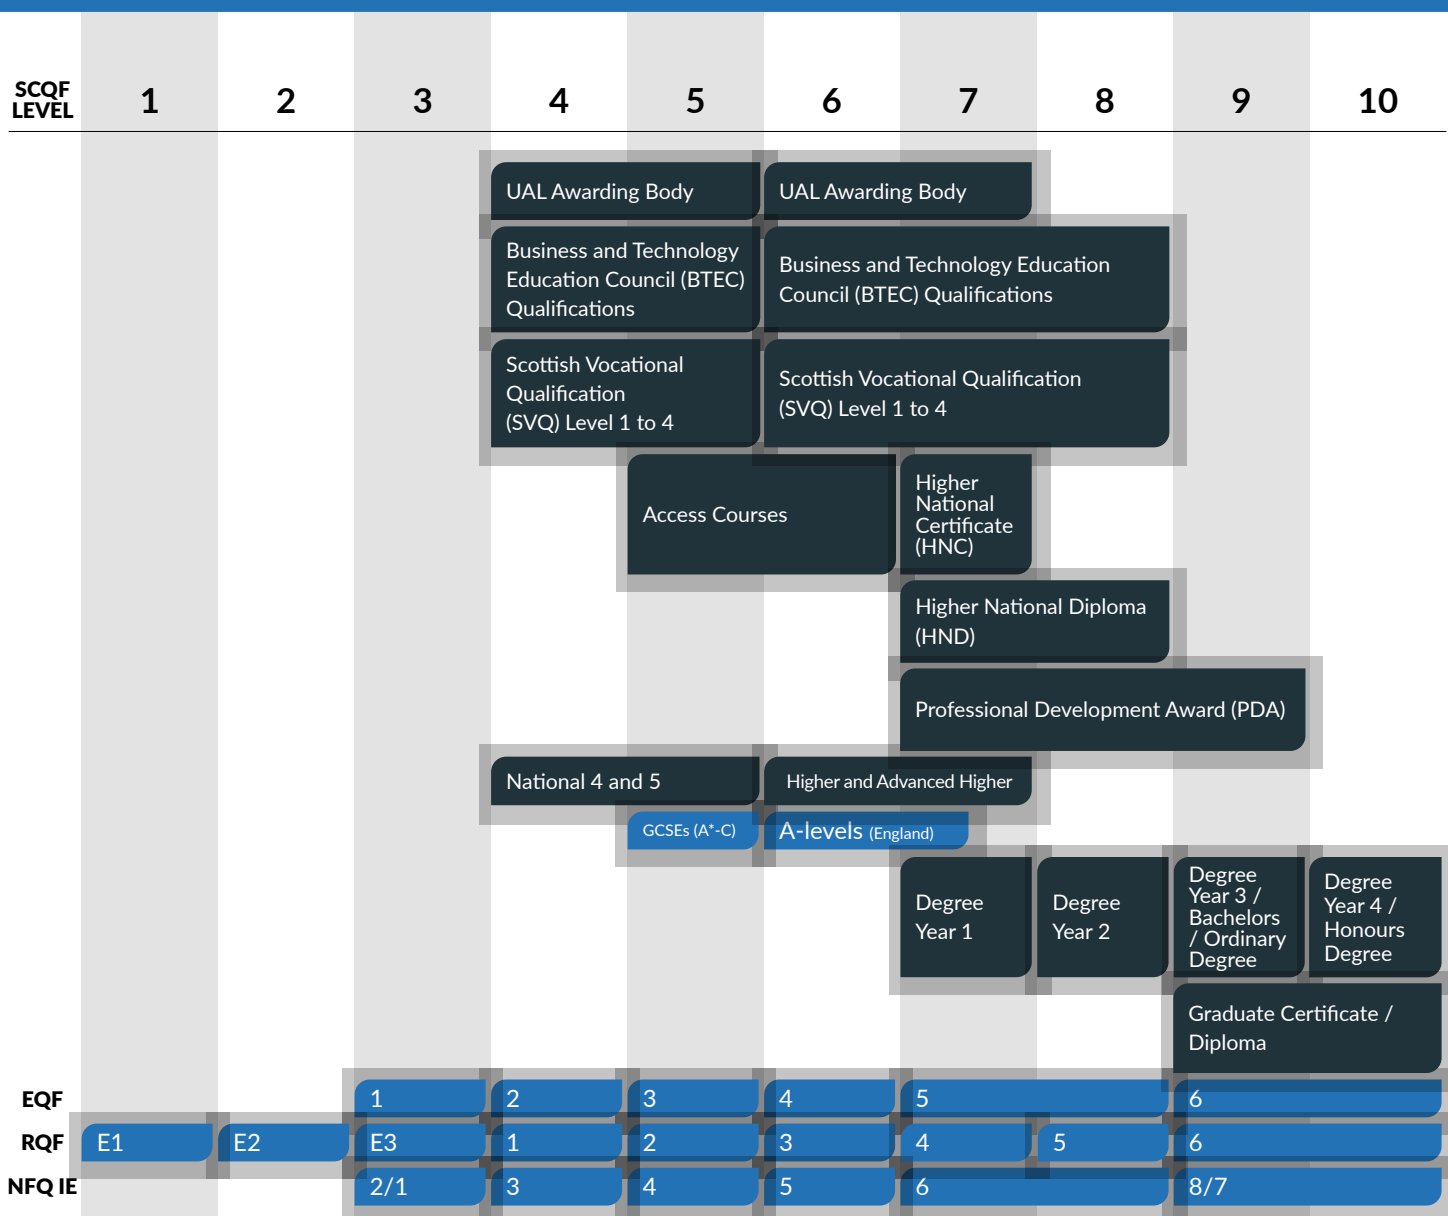 SCQF
LEVEL
1 2 3 4 5 6 7 8 9 10
UAL Awarding Body
UAL Awarding Body
Business and Technology
Education Council (BTEC)
Qualifications
Business and Technology Education
Council (BTEC) Qualifications
Scottish Vocational
Qualification
(SVQ) Level 1 to 4
Scottish Vocational Qualification
(SVQ) Level 1 to 4
Access Courses
Higher
National
Certificate
(HNC)
Higher National Diploma
(HND)
Professional Development Award (PDA)
National 4 and 5
Higher and Advanced Higher
GCSEs (A*-C)
A-levels (England)
Degree
Year 1
Degree
Year 2
Degree
Year 3 /
Bachelors
/ Ordinary
Degree
Degree
Year 4 /
Honours
Degree
Graduate Certificate /
Diploma
EQF 1 2 3 4 5 6
RQF E1 E2 E3 1 2 3 4 5 6
NFQ IE 2/1 3 4 5 6 8/7